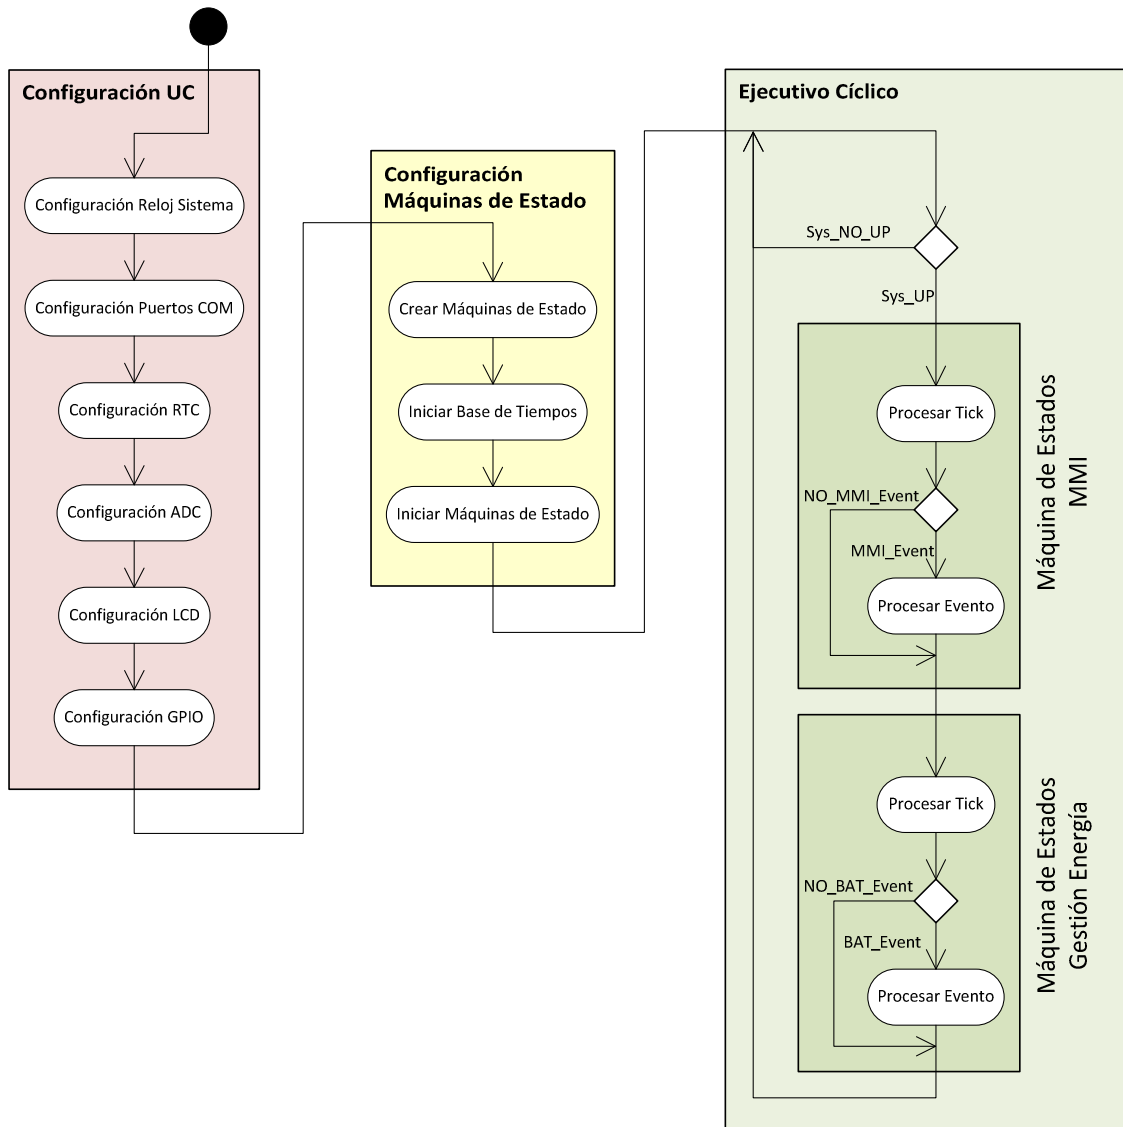 Configuración UC
Configuración Reloj Sistema
Configuración Puertos COM
Configuración RTC
Configuración ADC
Configuración LCD
Configuración GPIO
Configuración
Máquinas de Estado
Crear Máquinas de Estado
Iniciar Base de Tiempos
Iniciar Máquinas de Estado
Ejecutivo Cíclico
Sys_NO_UP
Sys_UP
Procesar Tick
NO_MMI_Event
MMI_Event
Procesar Evento
Máquina de Estados
MMI
Procesar Tick
NO_BAT_Event
BAT_Event
Procesar Evento
Máquina de Estados
Gestión Energía